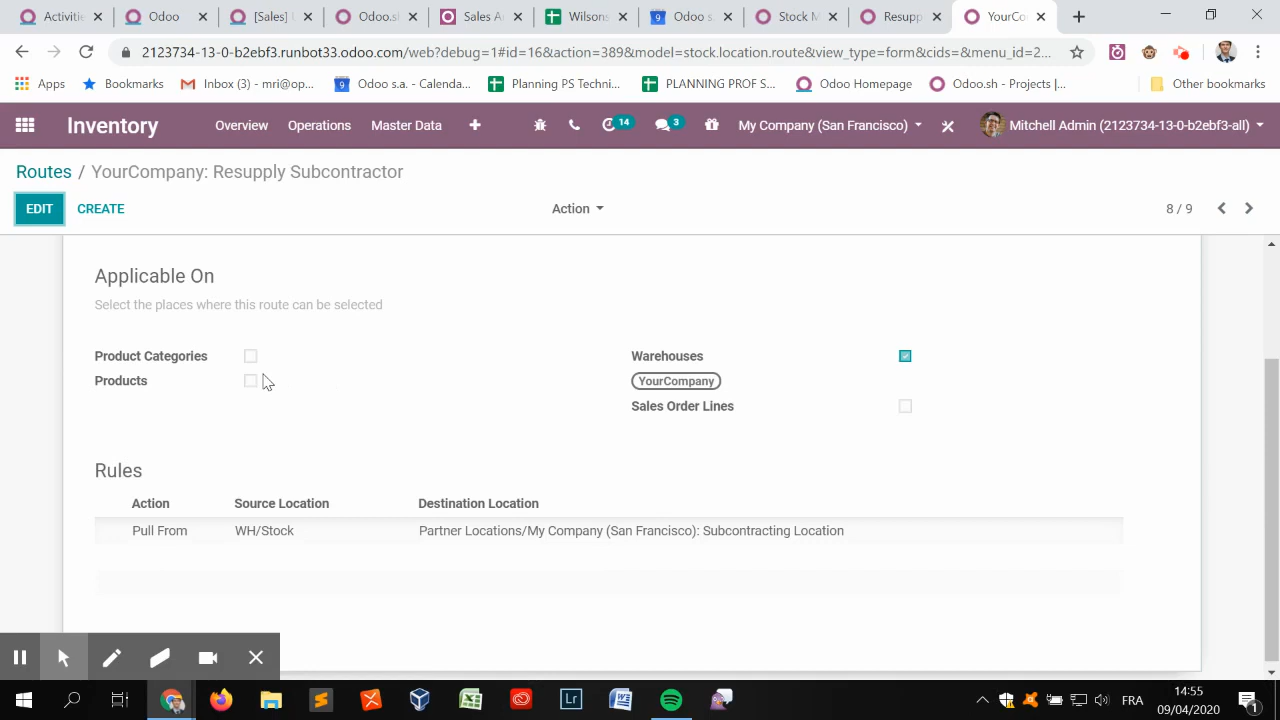 Activitie
Odoo
[Sales]
Odoo.sh
Sales A
Wilsons
Odoo s
Stock M
Resupp
YourCo
2123734-13-0-b2ebf3.runbot33.odoo.com/web?debug=1#id=16&action=389&model=stock.location.route&view_type=form&cids=&menu_id=2...
Apps
Bookmarks
Inbox (3) - mri@op...
Odoo s.a. - Calenda...
Planning PS Techni...
PLANNING PROF S...
Odoo Homepage
Odoo.sh - Projects |...
Other bookmarks
Inventory
Overview
Operations
Master Data
14
3
My Company (San Francisco)
Mitchell Admin (2123734-13-0-b2ebf3-all)
Routes / YourCompany: Resupply Subcontractor
EDIT
CREATE
Action
8 / 9
Applicable On
Select the places where this route can be selected
Product Categories
Products
Warehouses
YourCompany
Sales Order Lines
Rules
Action
Source Location
Destination Location
Pull From
WH/Stock
Partner Locations/My Company (San Francisco): Subcontracting Location
FRA
14:55
09/04/2020